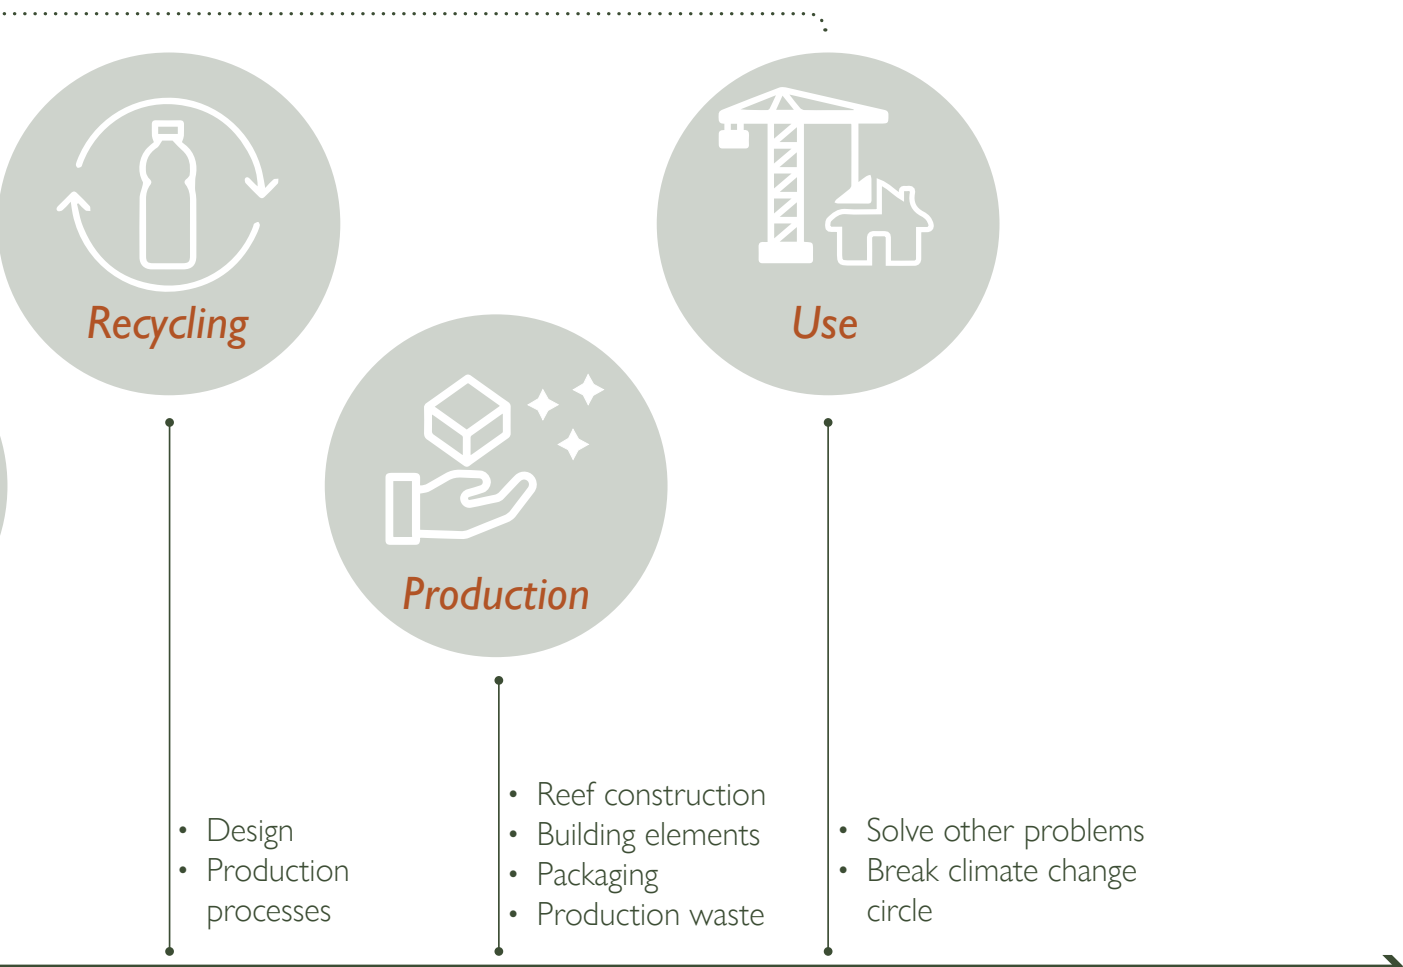 Recycling
Use
Production
• Design
• Production
processes
• Reef construction
• Building elements
• Packaging
• Production waste
• Solve other problems
• Break climate change
circle